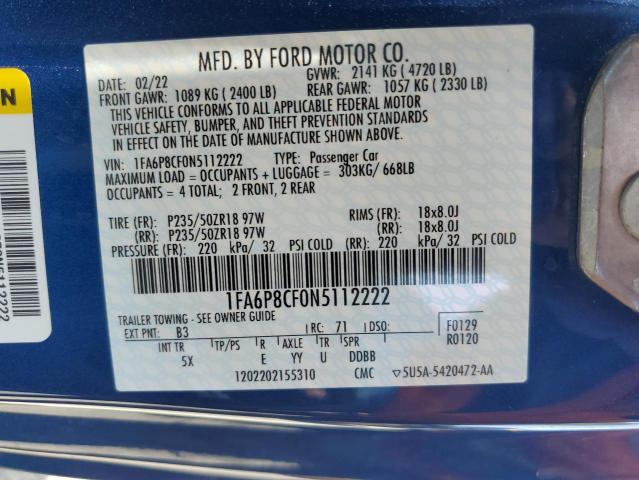 MFD. BY FORD MOTOR CO.
02/22
GVWR: 2141 KG ( 4720 LB)
FRONT GAWR: 1089 KG ( 2400 LB)
REAR GAWR: 1057 KG ( 2330 LB)
THIS VEHICLE CONFORMS TO ALL APPLICABLE FEDERAL MOTOR
VEHICLE SAFETY, BUMPER, AND THEFT PREVENTION STANDARDS
IN EFFECT ON THE DATE OF MANUFACTURE SHOWN ABOVE.
VIN: 1FA6P8CF0N5112222 TYPE: Passenger Car
MAXIMUM LOAD = OCCUPANTS + LUGGAGE = 303KG/ 668LB
OCCUPANTS = 4 TOTAL; 2 FRONT, 2 REAR
TIRE (FR): P235/50ZR18 97W RIMS (FR): 18x8.0J
(RR): P235/50ZR18 97W (RR): 18x8.0J
PRESSURE (FR): 220 kPa/ 32 PSI COLD (RR): 220 kPa/ 32 PSI COLD
1FA6P8CF0N5112222
TRAILER TOWING - SEE OWNER GUIDE
EXT PNT: B3 RC: 71 DSO: F0129
R0120
INT TR TP/PS R AXLE TR SPR
5X E YY U DDBB
1202202155310 CMC ▽5U5A-5420472-AA